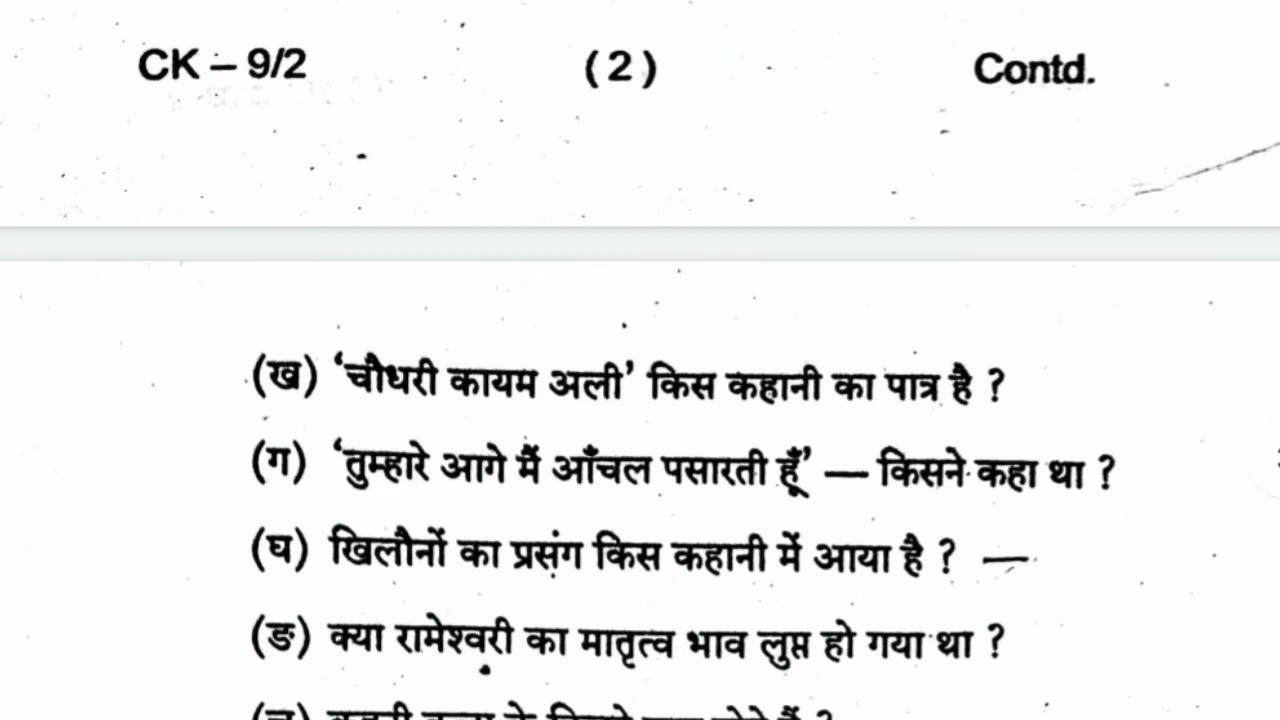 CK – 9/2 (2) Contd.
(ख) ‘चौधरी कायम अली’ किस कहानी का पात्र है ?
(ग) ‘तुम्हारे आगे मैं आँचल पसारती हूँ’ — किसने कहा था ?
(घ) खिलौनों का प्रसंग किस कहानी में आया है ? —
(ङ) क्या रामेश्वरी का मातृत्व भाव लुप्त हो गया था ?